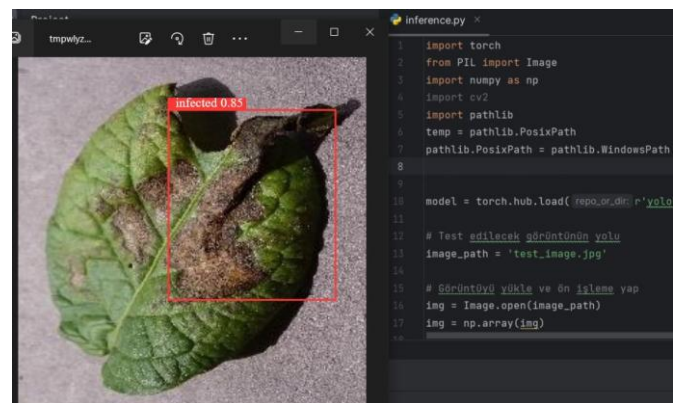 tmpwlyz...
infected 0.85
inference.py
1 import torch
2 from PIL import Image
3 import numpy as np
4 import cv2
5 import pathlib
6 temp = pathlib.PosixPath
7 pathlib.PosixPath = pathlib.WindowsPath
8
9
10 model = torch.hub.load( repo_or_dir: r'yolo
11
12 # Test edilecek görüntünün yolu
13 image_path = 'test_image.jpg'
14
15 # Görüntüyü yükle ve ön işleme yap
16 img = Image.open(image_path)
17 img = np.array(img)